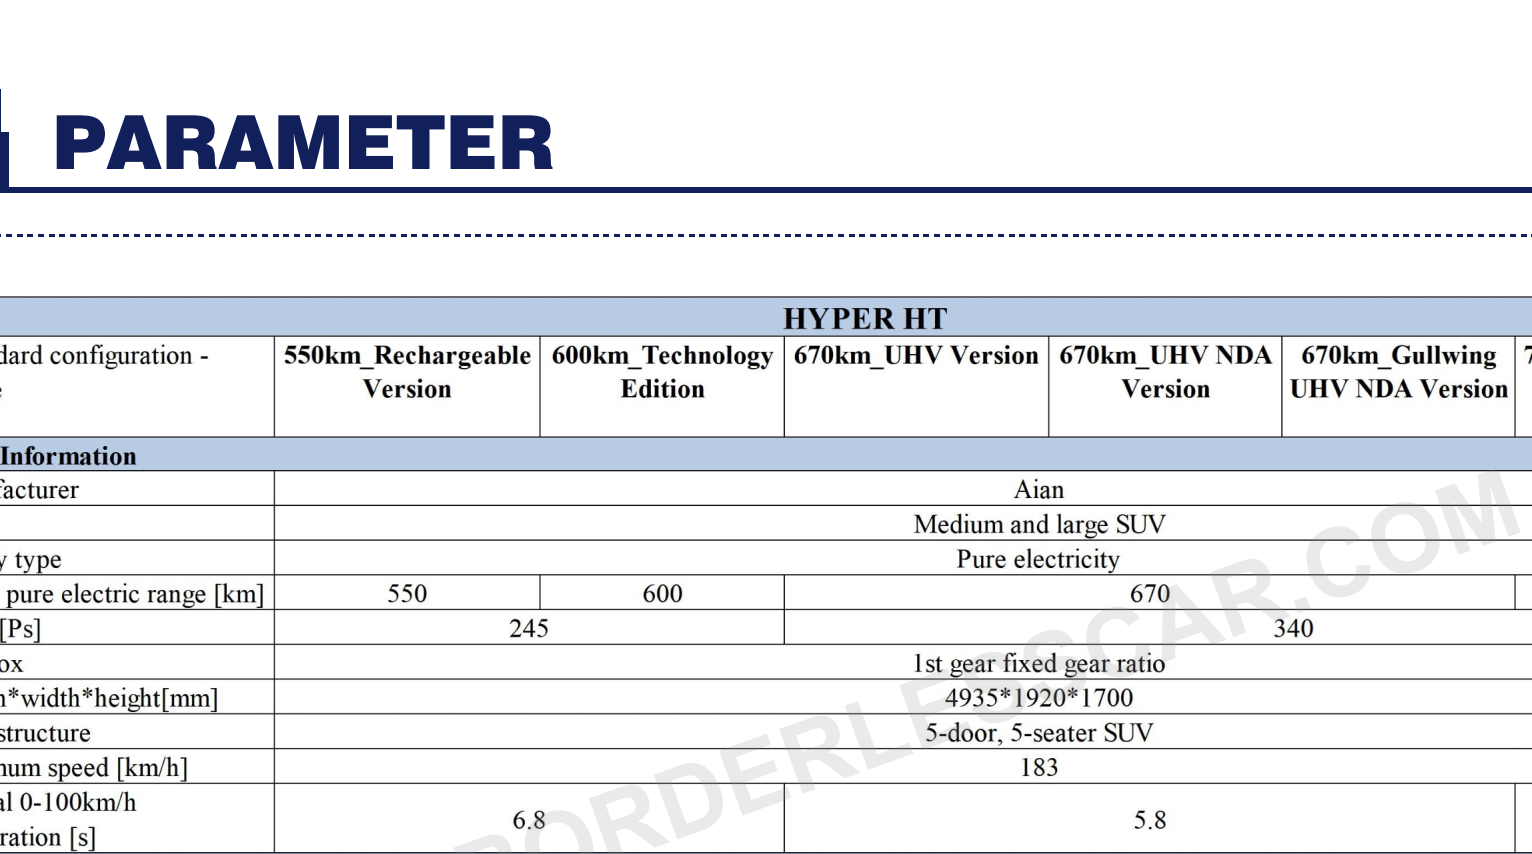 PARAMETER
HYPER HT
dard configuration - 550km_Rechargeable 600km_Technology 670km_UHV Version 670km_UHV NDA 670km_Gullwing 7
Version Edition Version UHV NDA Version
Information
facturer Aian
Medium and large SUV
y type Pure electricity
pure electric range [km] 550 600 670
[Ps] 245 340
ox 1st gear fixed gear ratio
*width*height[mm] 4935*1920*1700
structure 5-door, 5-seater SUV
num speed [km/h] 183
al 0-100km/h
ration [s] 6.8 5.8
BORDERLESSCAR.COM